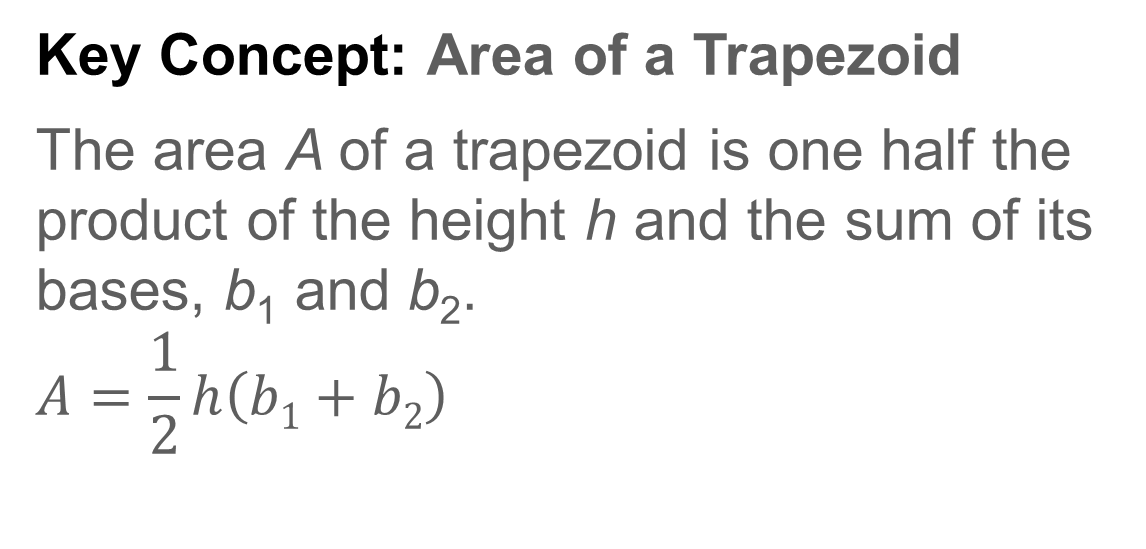 Key Concept: Area of a Trapezoid
The area A of a trapezoid is one half the
product of the height h and the sum of its
bases, b₁ and b₂.
A = 1/2 h(b₁ + b₂)